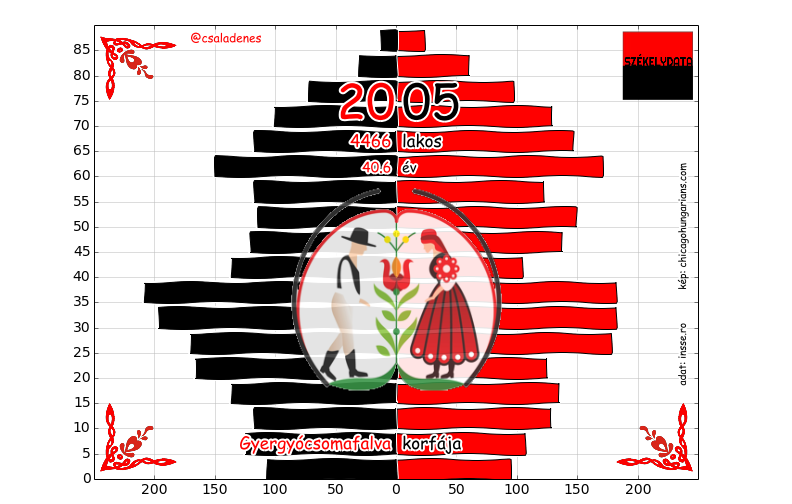 @csaladenes
SZÉKELYDATA
2005
4466 lakos
40.6 év
kép: chicagohungarians.com
adat: insse.ro
Gyergyócsomafalva korfája
85
80
75
70
65
60
55
50
45
40
35
30
25
20
15
10
5
0
200 150 100 50 0 50 100 150 200